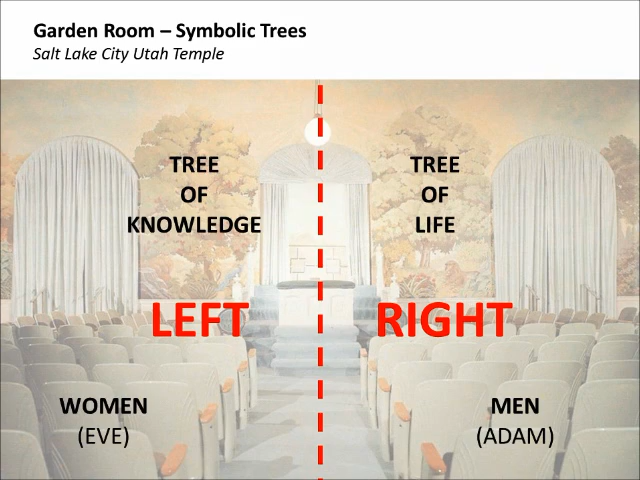 Garden Room – Symbolic Trees
Salt Lake City Utah Temple
TREE
OF
KNOWLEDGE
TREE
OF
LIFE
LEFT
RIGHT
WOMEN
(EVE)
MEN
(ADAM)